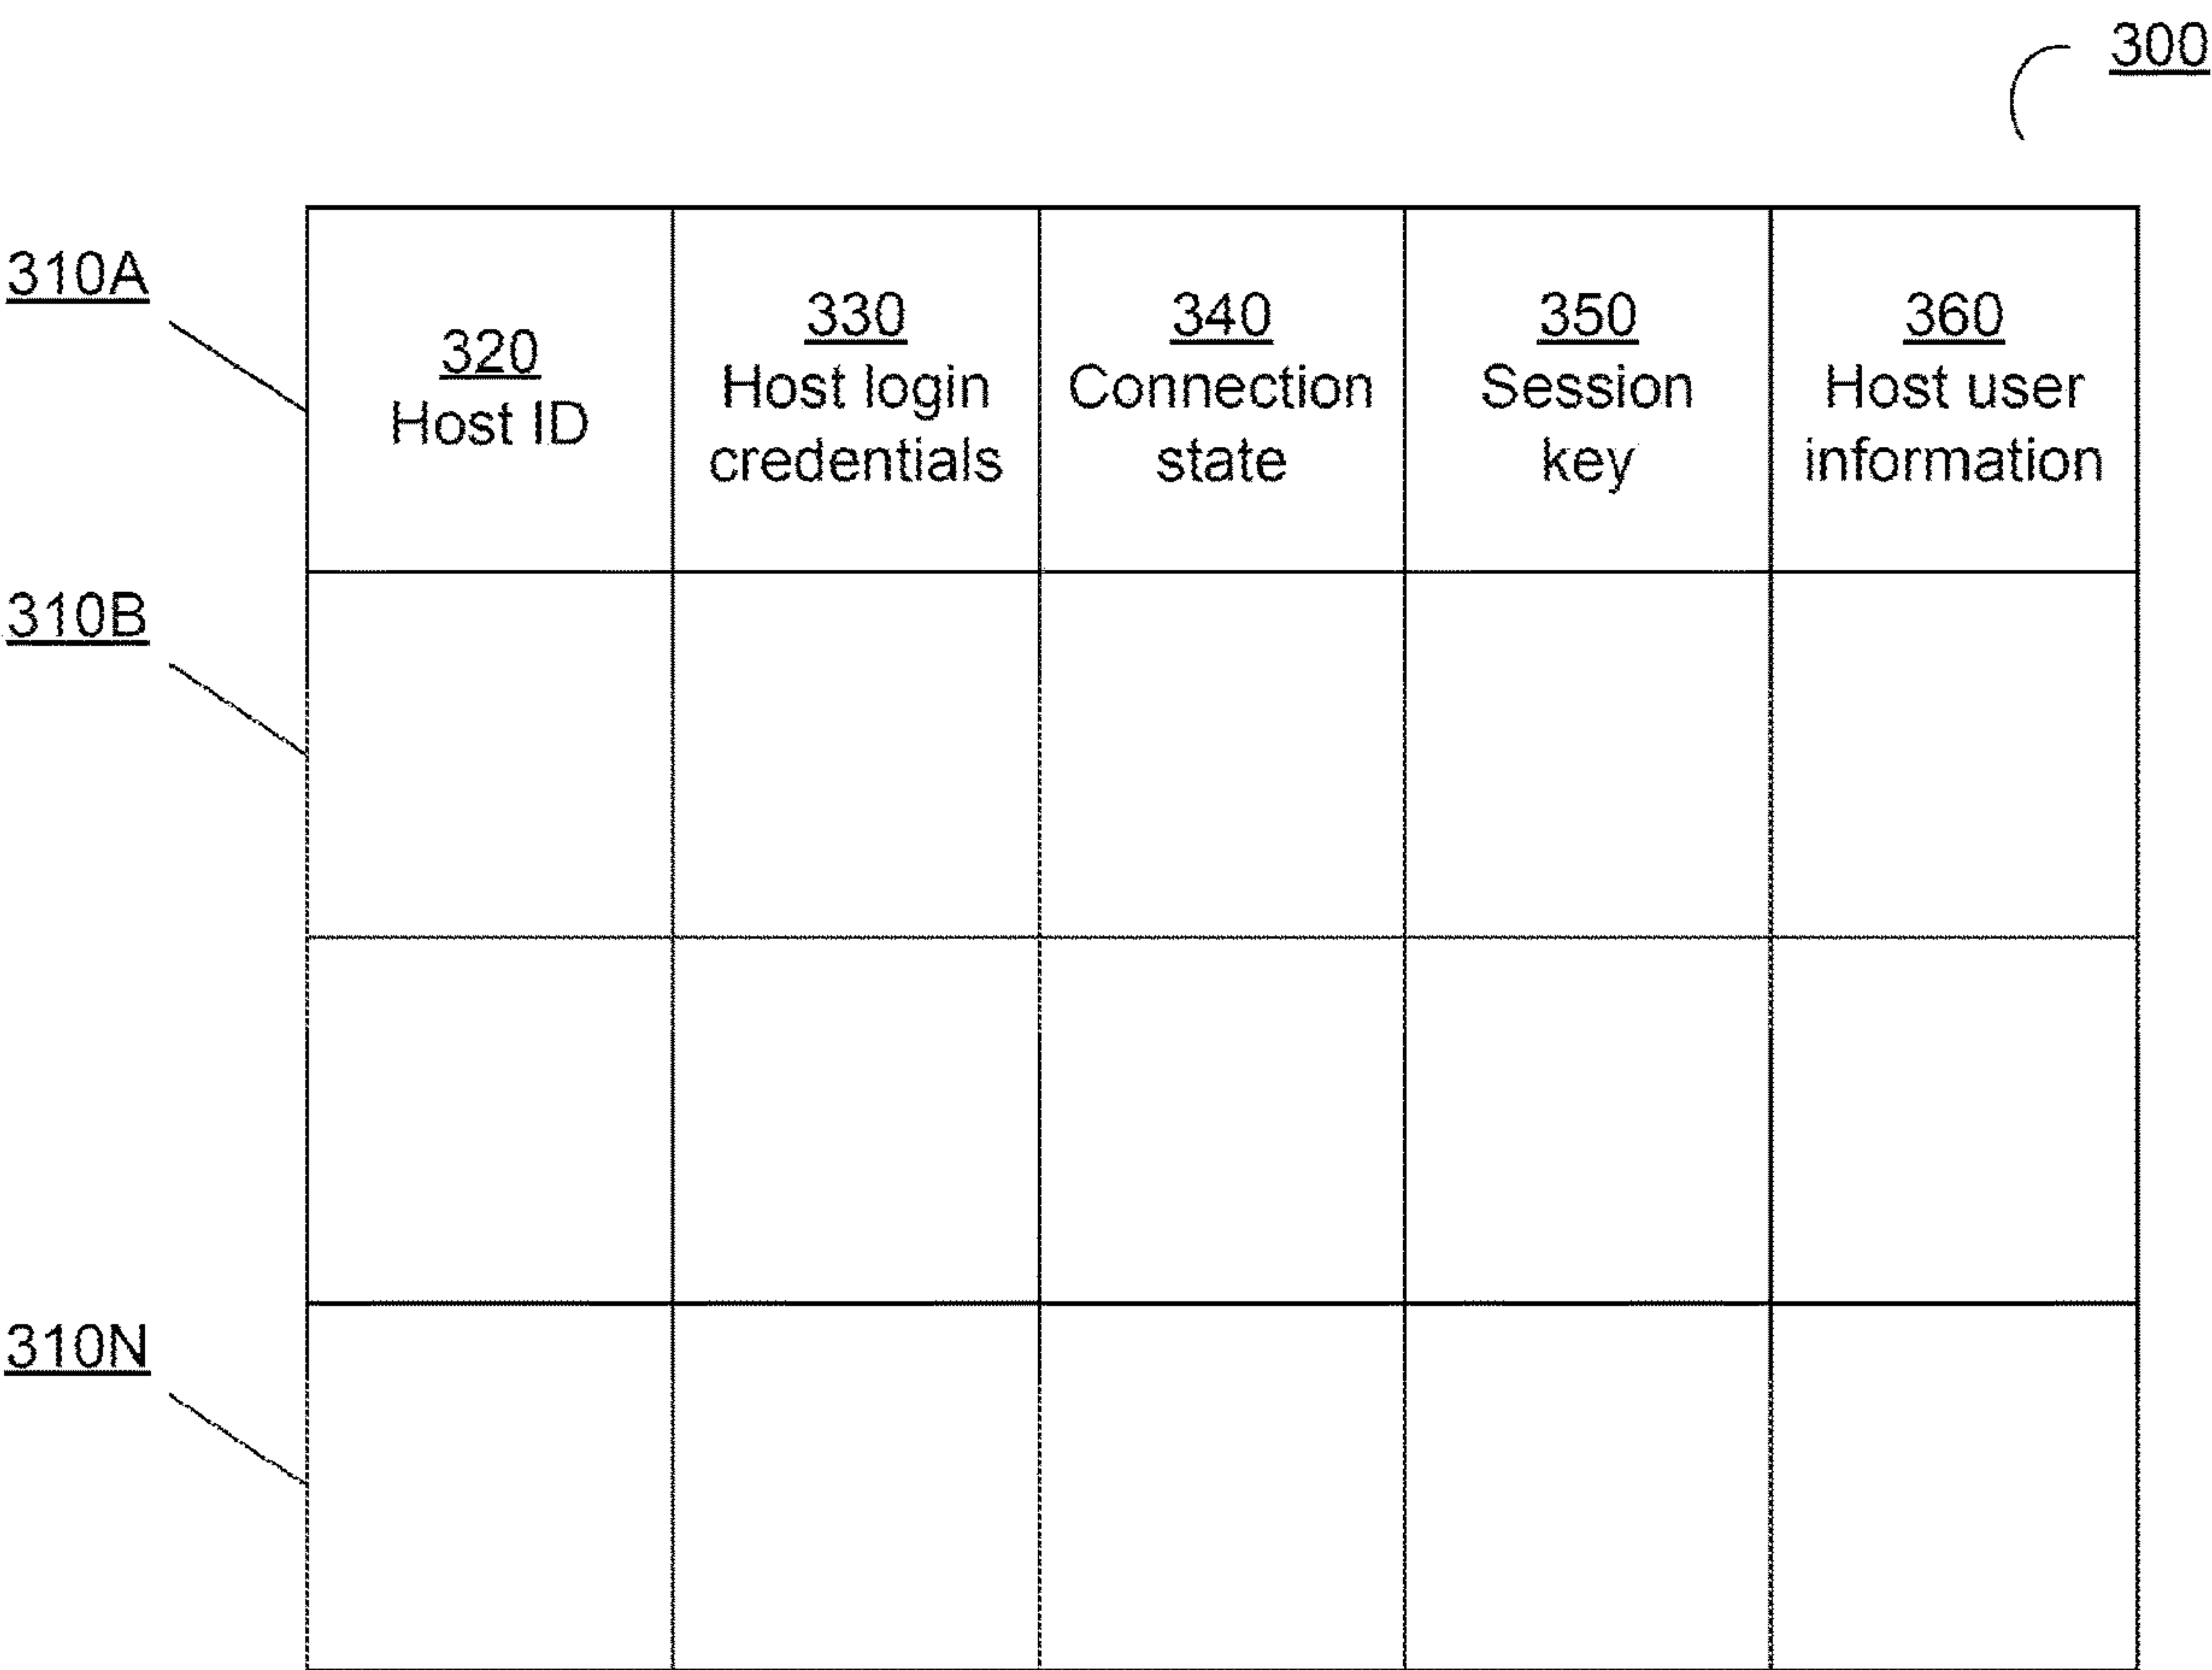 300
310A
320
Host ID
330
Host login
credentials
340
Connection
state
350
Session
key
360
Host user
information
310B
310N